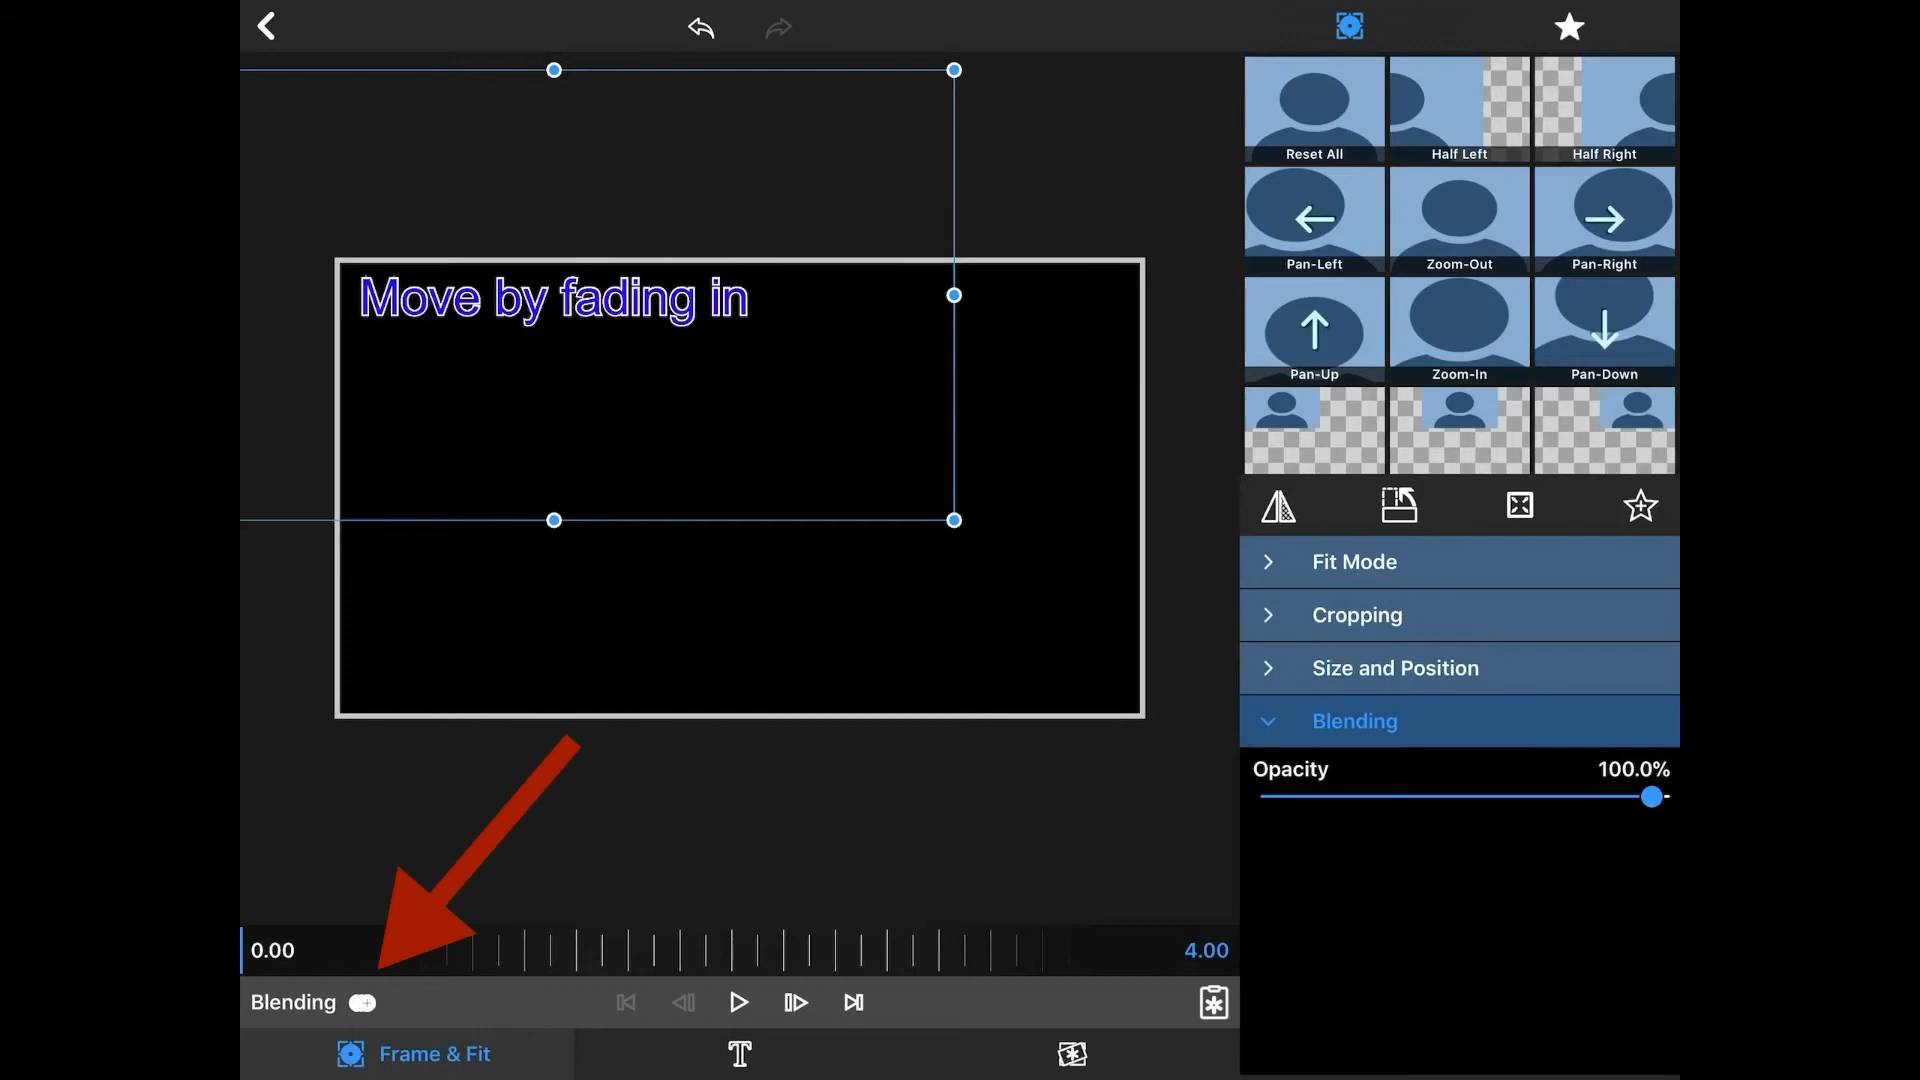 Reset All
Half Left
Half Right
Pan-Left
Zoom-Out
Pan-Right
Pan-Up
Zoom-In
Pan-Down
Move by fading in
Fit Mode
Cropping
Size and Position
Blending
Opacity 100.0%
0.00 4.00
Blending
Frame & Fit
T